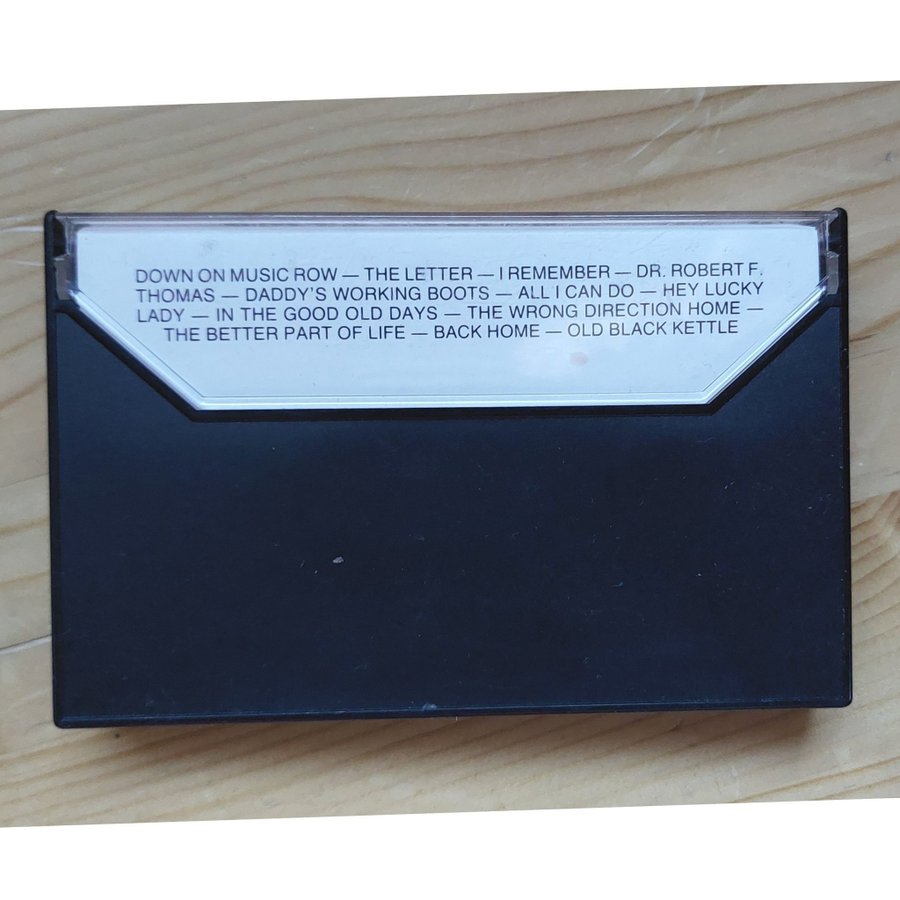 DOWN ON MUSIC ROW — THE LETTER — I REMEMBER — DR. ROBERT F.
THOMAS — DADDY'S WORKING BOOTS — ALL I CAN DO — HEY LUCKY
LADY — IN THE GOOD OLD DAYS — THE WRONG DIRECTION HOME —
THE BETTER PART OF LIFE — BACK HOME — OLD BLACK KETTLE